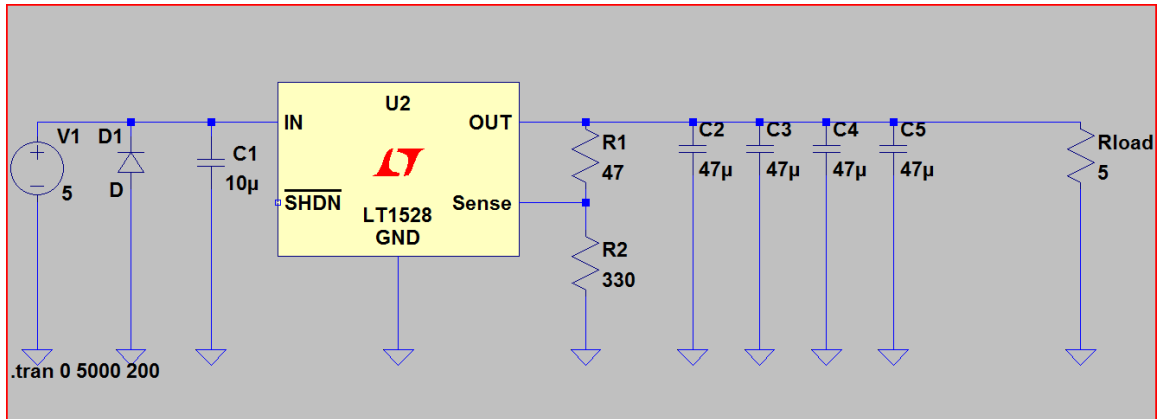 V1
5
D1
D
C1
10µ
U2
IN
OUT
SHDN
Sense
LT1528
GND
R1
47
R2
330
C2
47µ
C3
47µ
C4
47µ
C5
47µ
Rload
5
.tran 0 5000 200